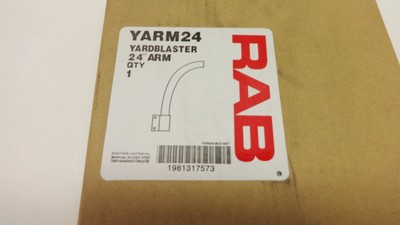 YARM24
YARDBLASTER
24" ARM
QTY
1
RAB
®
1981317573